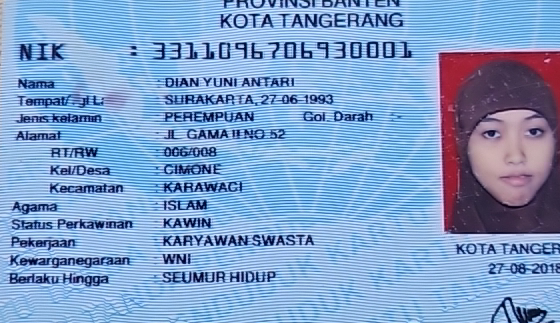 PROVINSI BANTEN
KOTA TANGERANG
NIK : 3311096706930001
Nama : DIAN YUNI ANTARI
Tempat/Tgl La : SURAKARTA, 27-06-1993
Jenis kelamin : PEREMPUAN Gol. Darah :-
Alamat : JL. GAMA II NO 52
RT/RW : 006/008
Kel/Desa : CIMONE
Kecamatan : KARAWACI
Agama : ISLAM
Status Perkawinan : KAWIN
Pekerjaan : KARYAWAN SWASTA
Kewarganegaraan : WNI
Berlaku Hingga : SEUMUR HIDUP
KOTA TANGER
27-08-2018